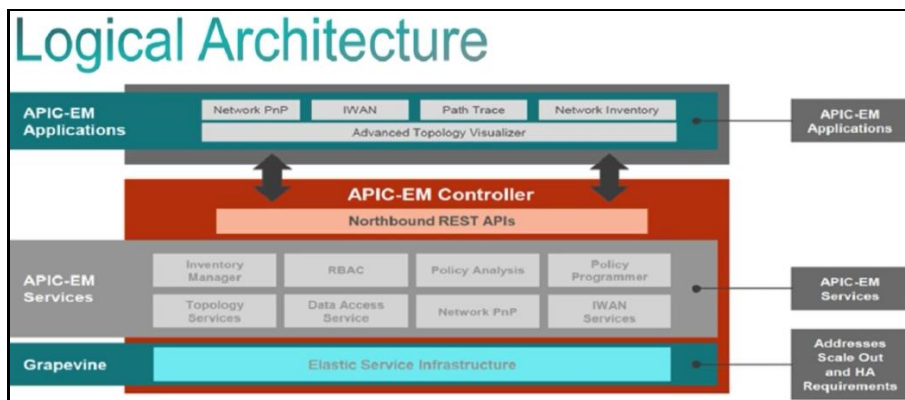 Logical Architecture
APIC-EM
Applications
Network PnP
IWAN
Path Trace
Network Inventory
Advanced Topology Visualizer
APIC-EM
Applications
APIC-EM Controller
Northbound REST APIs
APIC-EM
Services
Inventory
Manager
RBAC
Policy Analysis
Policy
Programmer
Topology
Services
Data Access
Service
Network PnP
IWAN
Services
APIC-EM
Services
Grapevine
Elastic Service Infrastructure
Addresses
Scale Out
and HA
Requirements